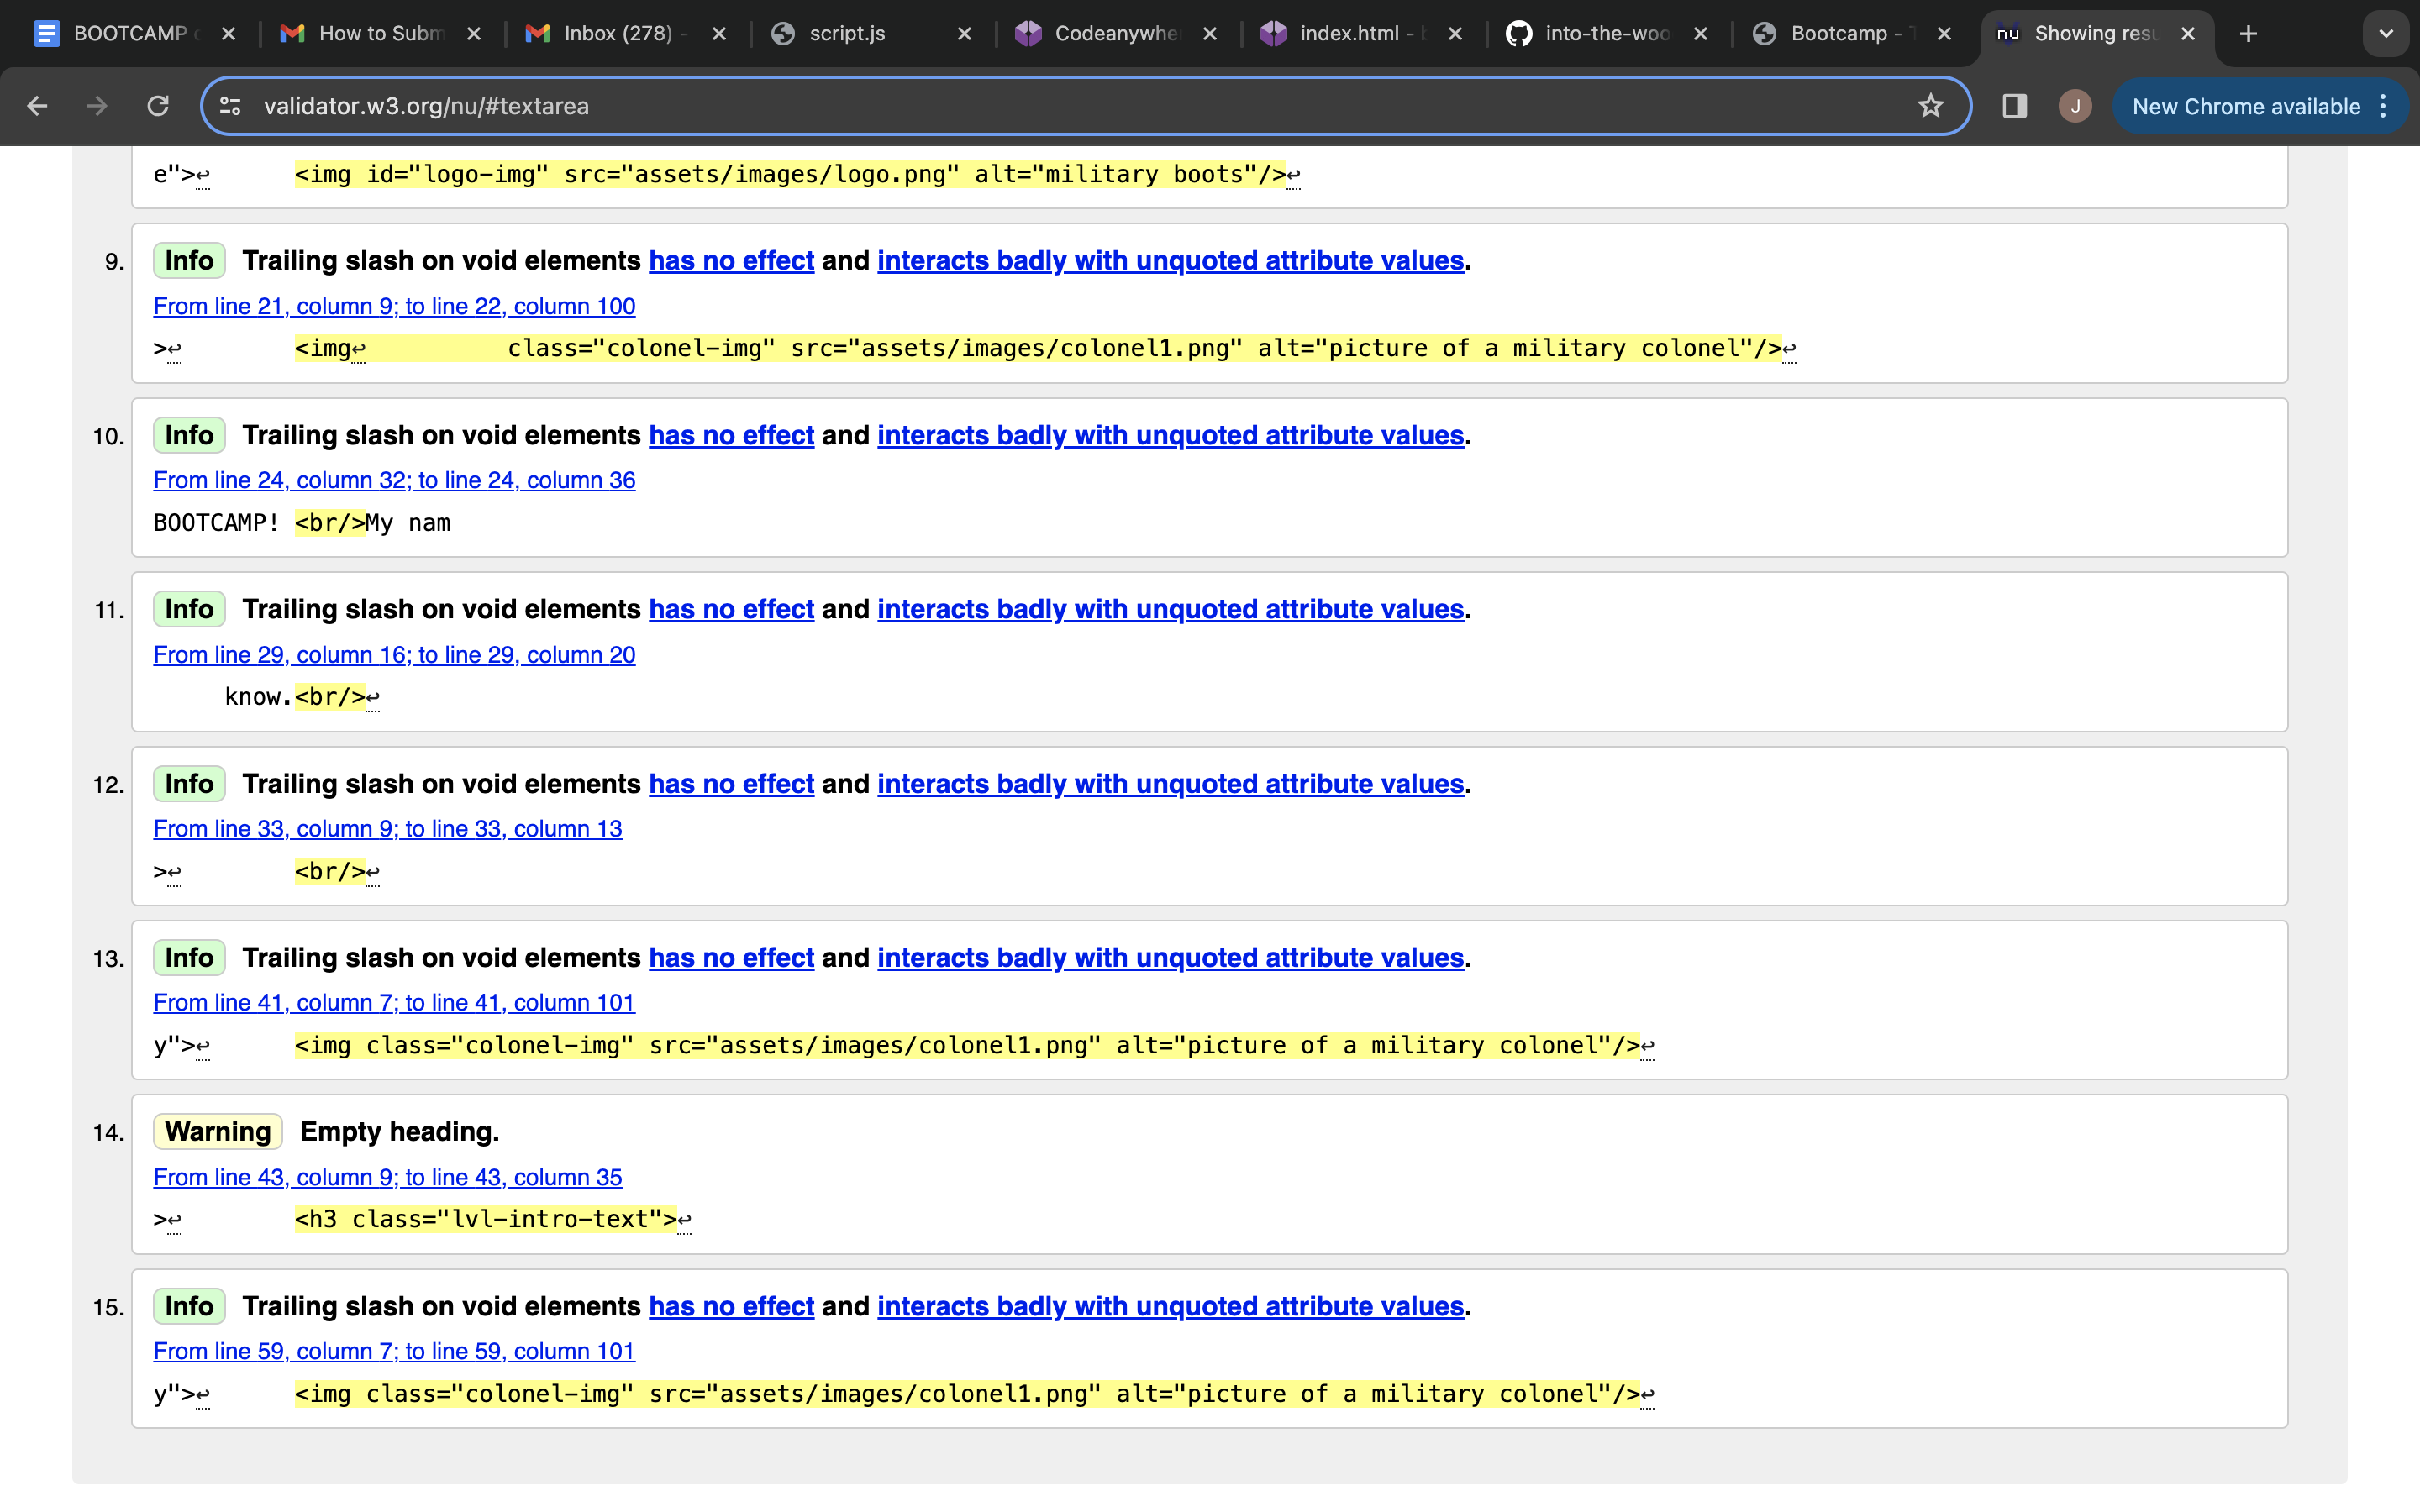 BOOTCAMP
How to Subm
Inbox (278) -
script.js
Codeanywhe
index.html -
into-the-woo
Bootcamp -
nu Showing resu
validator.w3.org/nu/#textarea
J
New Chrome available
e">↩ <img id="logo-img" src="assets/images/logo.png" alt="military boots"/>↩
9. Info Trailing slash on void elements has no effect and interacts badly with unquoted attribute values.
From line 21, column 9; to line 22, column 100
>↩ <img↩ class="colonel-img" src="assets/images/colonel1.png" alt="picture of a military colonel"/>↩
10. Info Trailing slash on void elements has no effect and interacts badly with unquoted attribute values.
From line 24, column 32; to line 24, column 36
BOOTCAMP! <br/>My nam
11. Info Trailing slash on void elements has no effect and interacts badly with unquoted attribute values.
From line 29, column 16; to line 29, column 20
know.<br/>↩
12. Info Trailing slash on void elements has no effect and interacts badly with unquoted attribute values.
From line 33, column 9; to line 33, column 13
>↩ <br/>↩
13. Info Trailing slash on void elements has no effect and interacts badly with unquoted attribute values.
From line 41, column 7; to line 41, column 101
y">↩ <img class="colonel-img" src="assets/images/colonel1.png" alt="picture of a military colonel"/>↩
14. Warning Empty heading.
From line 43, column 9; to line 43, column 35
>↩ <h3 class="lvl-intro-text">↩
15. Info Trailing slash on void elements has no effect and interacts badly with unquoted attribute values.
From line 59, column 7; to line 59, column 101
y">↩ <img class="colonel-img" src="assets/images/colonel1.png" alt="picture of a military colonel"/>↩